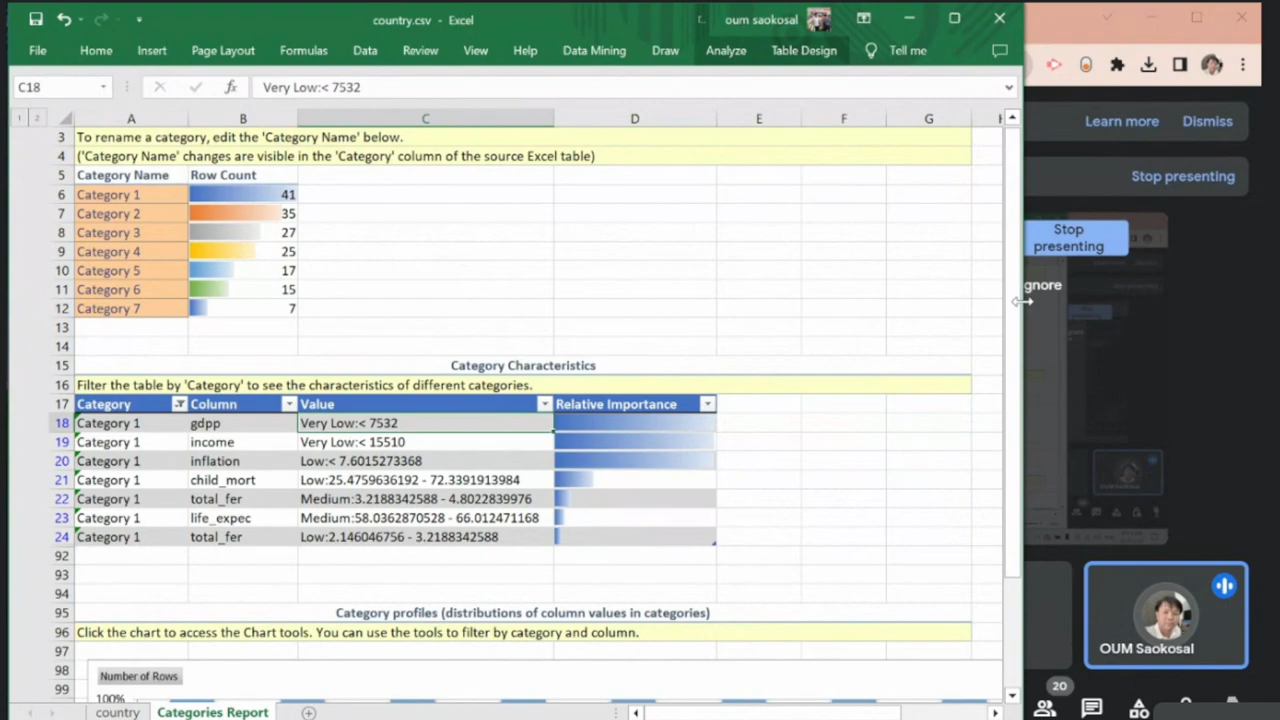 country.csv - Excel
oum saokosal
File Home Insert Page Layout Formulas Data Review View Help Data Mining Draw Analyze Table Design Tell me
C18 fx Very Low:< 7532
1 2 A B C D E F G H
3 To rename a category, edit the 'Category Name' below.
4 ('Category Name' changes are visible in the 'Category' column of the source Excel table)
5 Category Name Row Count
6 Category 1 41
7 Category 2 35
8 Category 3 27
9 Category 4 25
10 Category 5 17
11 Category 6 15
12 Category 7 7
13
14
15 Category Characteristics
16 Filter the table by 'Category' to see the characteristics of different categories.
17 Category Column Value Relative Importance
18 Category 1 gdpp Very Low:< 7532
19 Category 1 income Very Low:< 15510
20 Category 1 inflation Low:< 7.6015273368
21 Category 1 child_mort Low:25.4759636192 - 72.3391913984
22 Category 1 total_fer Medium:3.2188342588 - 4.8022839976
23 Category 1 life_expec Medium:58.0362870528 - 66.012471168
24 Category 1 total_fer Low:2.146046756 - 3.2188342588
92
93
94
95 Category profiles (distributions of column values in categories)
96 Click the chart to access the Chart tools. You can use the tools to filter by category and column.
97
98 Number of Rows
99 100%
country Categories Report
Learn more Dismiss
Stop presenting
Stop
presenting
gnore
OUM Saokosal
20